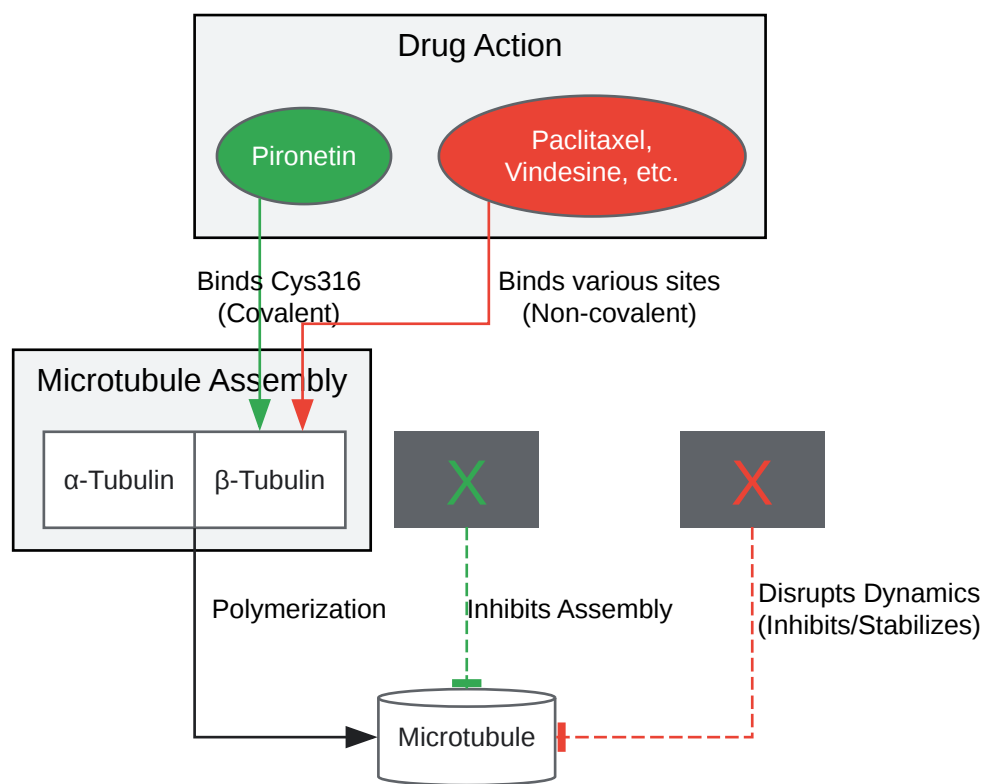 Drug Action
Pironetin
Paclitaxel,
Vindesine, etc.
Binds Cys316
(Covalent)
Binds various sites
(Non-covalent)
Microtubule Assembly
α-Tubulin
β-Tubulin
X
X
Polymerization
Inhibits Assembly
Disrupts Dynamics
(Inhibits/Stabilizes)
Microtubule